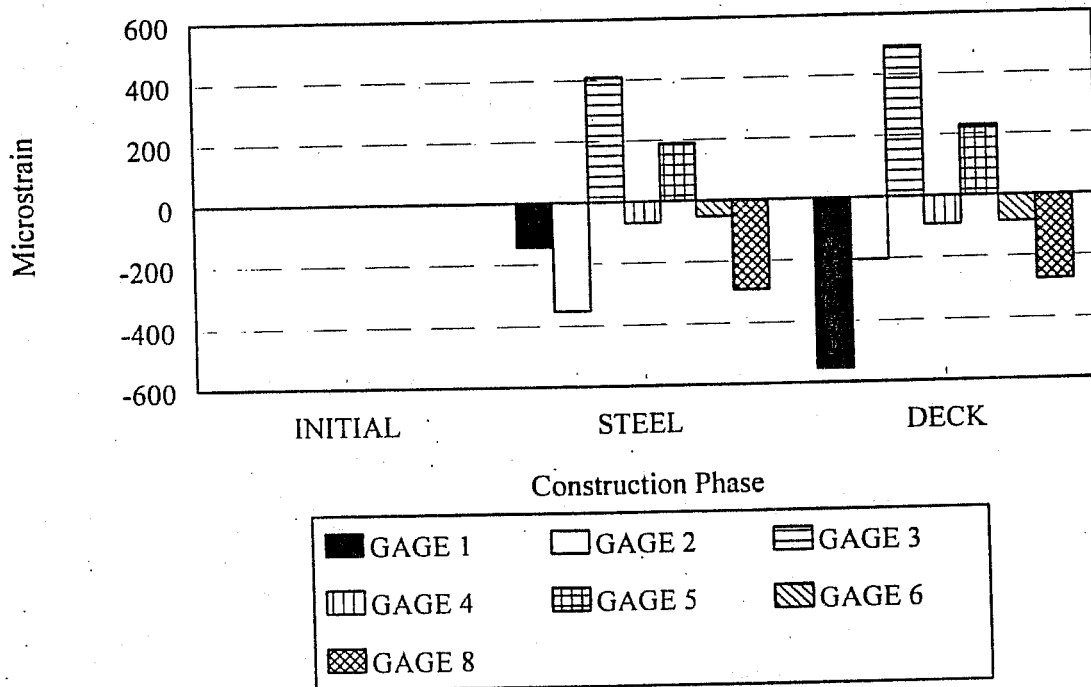 600
400
200
0
-200
-400
-600
Microstrain
INITIAL STEEL DECK
Construction Phase
GAGE 1 GAGE 2 GAGE 3
GAGE 4 GAGE 5 GAGE 6
GAGE 8